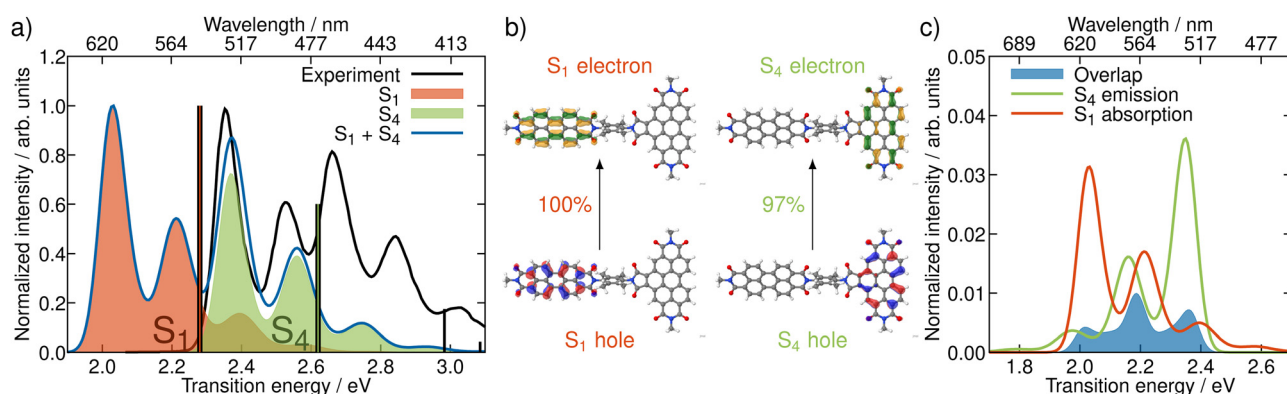 a)
Wavelength / nm
620 564 517 477 443 413
Normalized intensity / arb. units
1.2
1.0
0.8
0.6
0.4
0.2
0.0
Experiment
S1
S4
S1 + S4
S1 S4
2.0 2.2 2.4 2.6 2.8 3.0
Transition energy / eV
b)
S1 electron S4 electron
100% 97%
S1 hole S4 hole
c)
Wavelength / nm
689 620 564 517 477
Normalized intensity / arb. units
0.05
0.04
0.03
0.02
0.01
0.00
Overlap
S4 emission
S1 absorption
1.8 2.0 2.2 2.4 2.6
Transition energy / eV